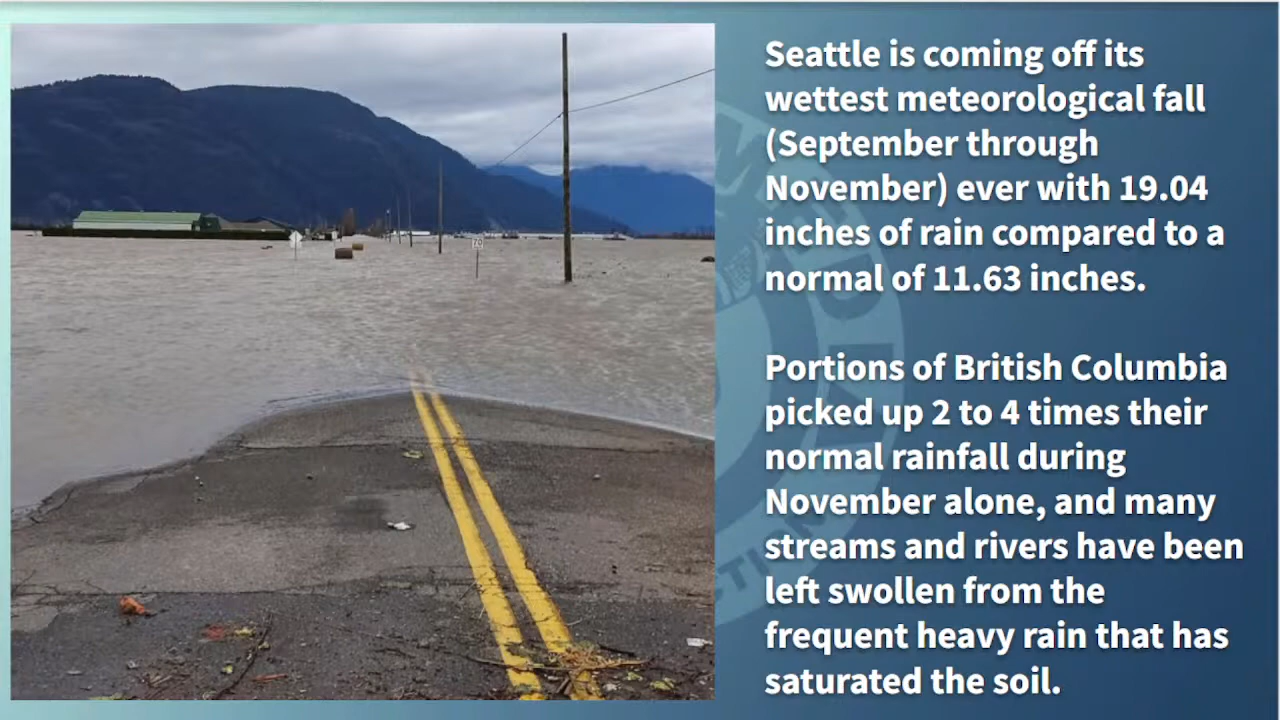 Seattle is coming off its
wettest meteorological fall
(September through
November) ever with 19.04
inches of rain compared to a
normal of 11.63 inches.
Portions of British Columbia
picked up 2 to 4 times their
normal rainfall during
November alone, and many
streams and rivers have been
left swollen from the
frequent heavy rain that has
saturated the soil.
70